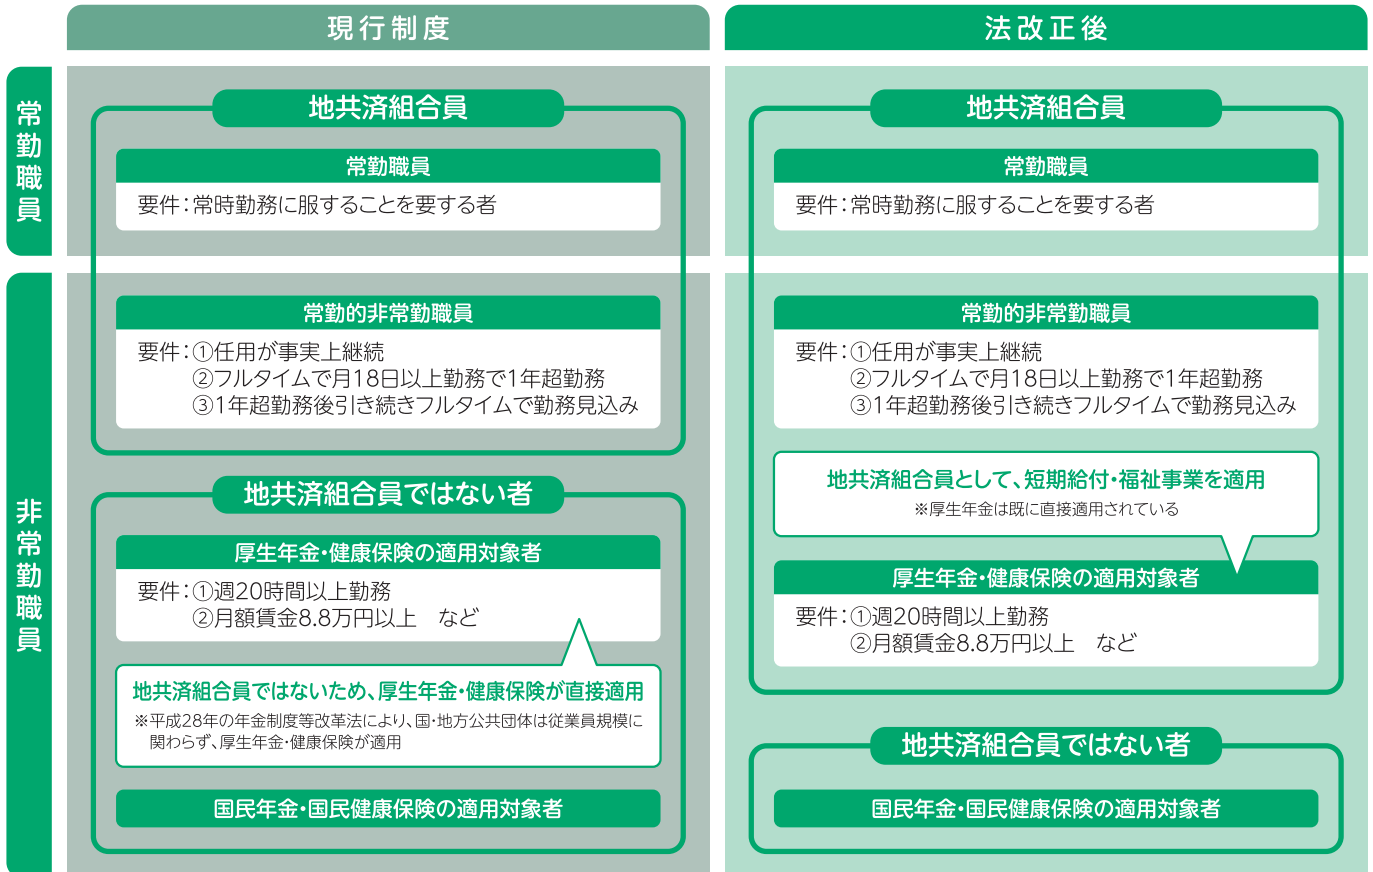 現行制度
常勤職員
地共済組合員
常勤職員
要件：常時勤務に服することを要する者
非常勤職員
常勤的非常勤職員
要件：①任用が事実上継続
②フルタイムで月18日以上勤務で1年超勤務
③1年超勤務後引き続きフルタイムで勤務見込み
地共済組合員ではない者
厚生年金・健康保険の適用対象者
要件：①週20時間以上勤務
②月額賃金8.8万円以上　など
地共済組合員ではないため、厚生年金・健康保険が直接適用
※平成28年の年金制度等改革法により、国・地方公共団体は従業員規模に
関わらず、厚生年金・健康保険が適用
国民年金・国民健康保険の適用対象者
法改正後
地共済組合員
常勤職員
要件：常時勤務に服することを要する者
常勤的非常勤職員
要件：①任用が事実上継続
②フルタイムで月18日以上勤務で1年超勤務
③1年超勤務後引き続きフルタイムで勤務見込み
地共済組合員として、短期給付・福祉事業を適用
※厚生年金は既に直接適用されている
厚生年金・健康保険の適用対象者
要件：①週20時間以上勤務
②月額賃金8.8万円以上　など
地共済組合員ではない者
国民年金・国民健康保険の適用対象者